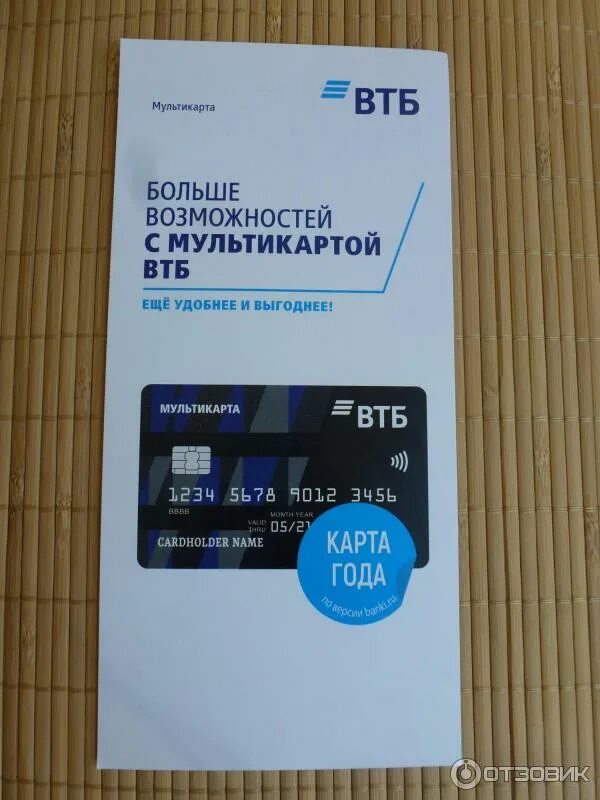 Мультикарта
ВТБ
БОЛЬШЕ
ВОЗМОЖНОСТЕЙ
С МУЛЬТИКАРТОЙ
ВТБ
ЕЩЁ УДОБНЕЕ И ВЫГОДНЕЕ!
МУЛЬТИКАРТА
ВТБ
1234 5678 9012 3456
BBBB
MONTH-YEAR
VALID
THRU
05/21
CARDHOLDER NAME
КАРТА
ГОДА
по версии banki.ru
ОТЗОВИК